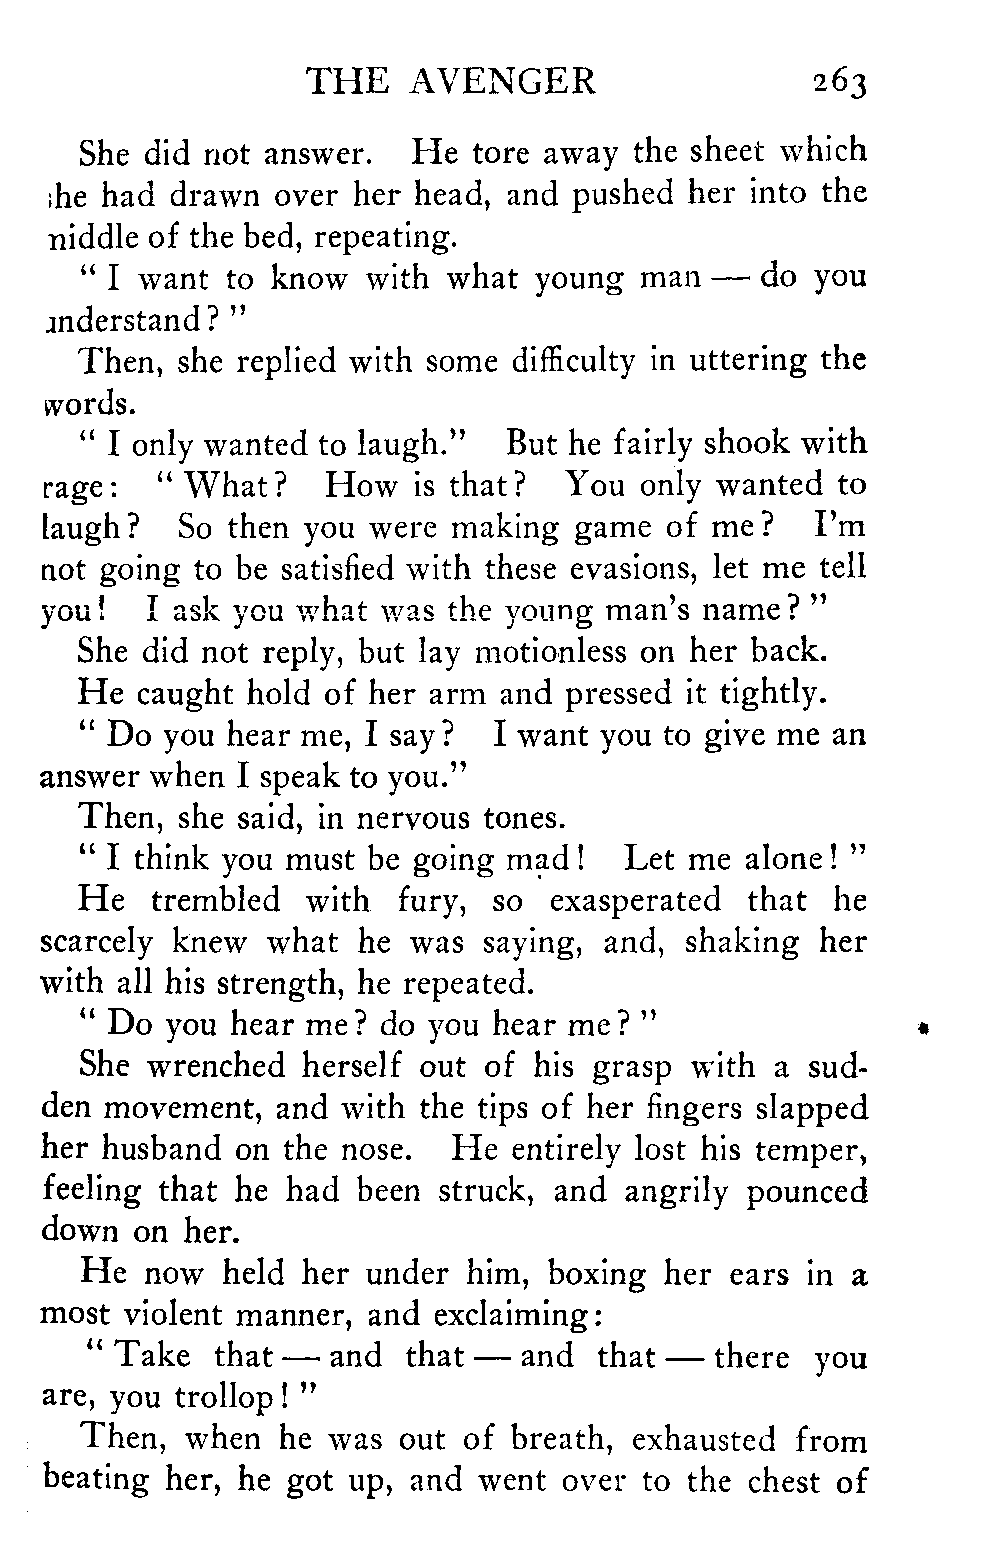 THE AVENGER 263
She did not answer. He tore away the sheet which
she had drawn over her head, and pushed her into the
middle of the bed, repeating.
" I want to know with what young man — do you
understand? "
Then, she replied with some difficulty in uttering the
words.
" I only wanted to laugh." But he fairly shook with
rage: " What? How is that? You only wanted to
laugh? So then you were making game of me? I'm
not going to be satisfied with these evasions, let me tell
you! I ask you what was the young man's name? "
She did not reply, but lay motionless on her back.
He caught hold of her arm and pressed it tightly.
" Do you hear me, I say? I want you to give me an
answer when I speak to you."
Then, she said, in nervous tones.
" I think you must be going mad! Let me alone! "
He trembled with fury, so exasperated that he
scarcely knew what he was saying, and, shaking her
with all his strength, he repeated.
" Do you hear me? do you hear me? "
She wrenched herself out of his grasp with a sud-
den movement, and with the tips of her fingers slapped
her husband on the nose. He entirely lost his temper,
feeling that he had been struck, and angrily pounced
down on her.
He now held her under him, boxing her ears in a
most violent manner, and exclaiming:
" Take that — and that — and that — there you
are, you trollop! "
Then, when he was out of breath, exhausted from
beating her, he got up, and went over to the chest of